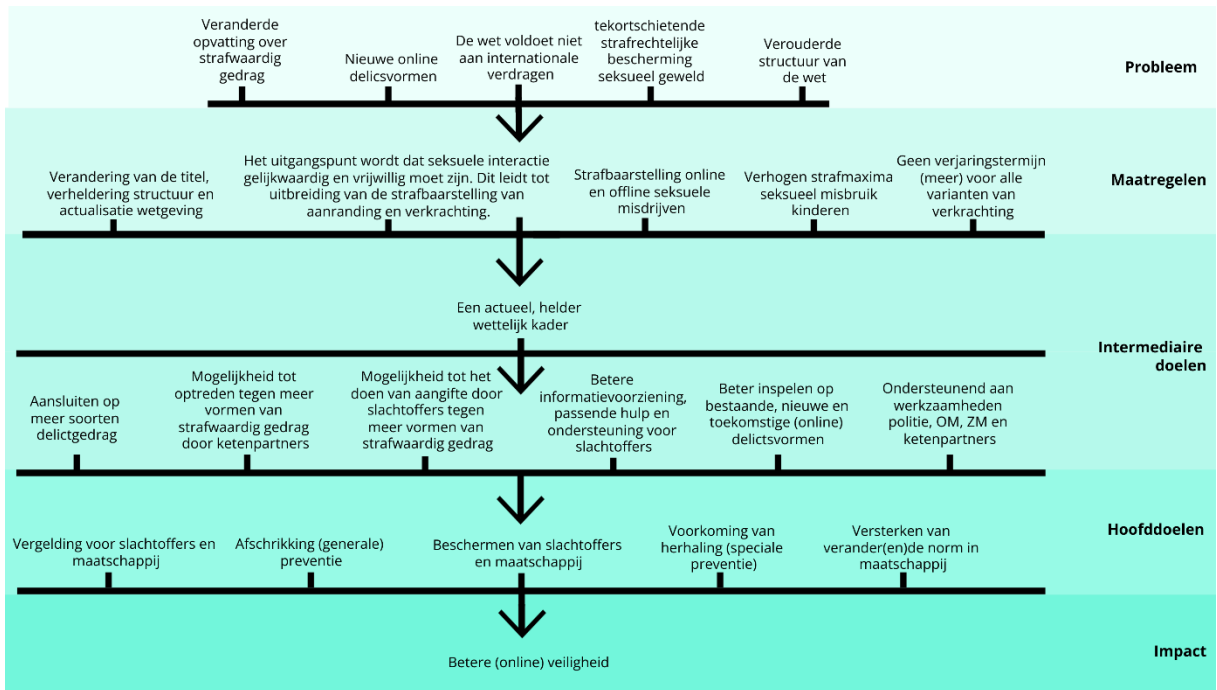 Veranderde
opvatting over
strafwaardig
gedrag
Nieuwe online
delicsvormen
De wet voldoet niet
aan internationale
verdragen
tekortschietende
strafrechtelijke
bescherming
seksueel geweld
Verouderde
structuur van
de wet
Probleem
Verandering van de titel,
verheldering structuur en
actualisatie wetgeving
Het uitgangspunt wordt dat seksuele interactie
gelijkwaardig en vrijwillig moet zijn. Dit leidt tot
uitbreiding van de strafbaarstelling van
aanranding en verkrachting.
Strafbaarstelling online
en offline seksuele
misdrijven
Verhogen strafmaxima
seksueel misbruik
kinderen
Geen verjaringstermijn
(meer) voor alle
varianten van
verkrachting
Maatregelen
Een actueel, helder
wettelijk kader
Intermediaire
doelen
Aansluiten op
meer soorten
delictgedrag
Mogelijkheid tot
optreden tegen meer
vormen van
strafwaardig gedrag
door ketenpartners
Mogelijkheid tot het
doen van aangifte door
slachtoffers tegen
meer vormen van
strafwaardig gedrag
Betere
informatievoorziening,
passende hulp en
ondersteuning voor
slachtoffers
Beter inspelen op
bestaande, nieuwe en
toekomstige (online)
delictsvormen
Ondersteunend aan
werkzaamheden
politie, OM, ZM en
ketenpartners
Vergelding voor slachtoffers en
maatschappij
Afschrikking (generale)
preventie
Beschermen van slachtoffers
en maatschappij
Voorkoming van
herhaling (speciale
preventie)
Versterken van
verander(en)de norm in
maatschappij
Hoofddoelen
Betere (online) veiligheid
Impact